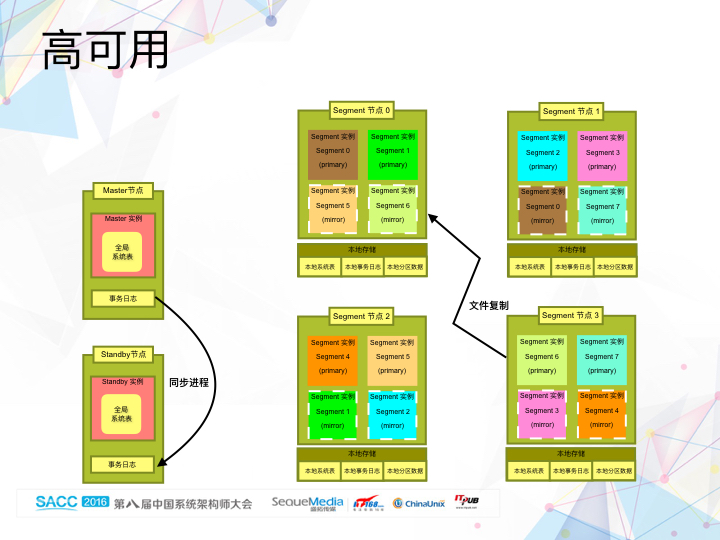 高可用
Master节点
Master 实例
全局
系统表
事务日志
Standby节点
Standby 实例
全局
系统表
事务日志
同步进程
Segment 节点 0
Segment 实例
Segment 0
(primary)
Segment 实例
Segment 1
(primary)
Segment 实例
Segment 5
(mirror)
Segment 实例
Segment 6
(mirror)
本地存储
本地系统表
本地事务日志
本地分区数据
Segment 节点 1
Segment 实例
Segment 2
(primary)
Segment 实例
Segment 3
(primary)
Segment 实例
Segment 0
(mirror)
Segment 实例
Segment 7
(mirror)
本地存储
本地系统表
本地事务日志
本地分区数据
文件复制
Segment 节点 2
Segment 实例
Segment 4
(primary)
Segment 实例
Segment 5
(primary)
Segment 实例
Segment 1
(mirror)
Segment 实例
Segment 2
(mirror)
本地存储
本地系统表
本地事务日志
本地分区数据
Segment 节点 3
Segment 实例
Segment 6
(primary)
Segment 实例
Segment 7
(primary)
Segment 实例
Segment 3
(mirror)
Segment 实例
Segment 4
(mirror)
本地存储
本地系统表
本地事务日志
本地分区数据
SACC 2016 第八届中国系统架构师大会
SequeMedia
盛拓传媒
IT168.com
ChinaUnix
ITPUB
www.itpub.net